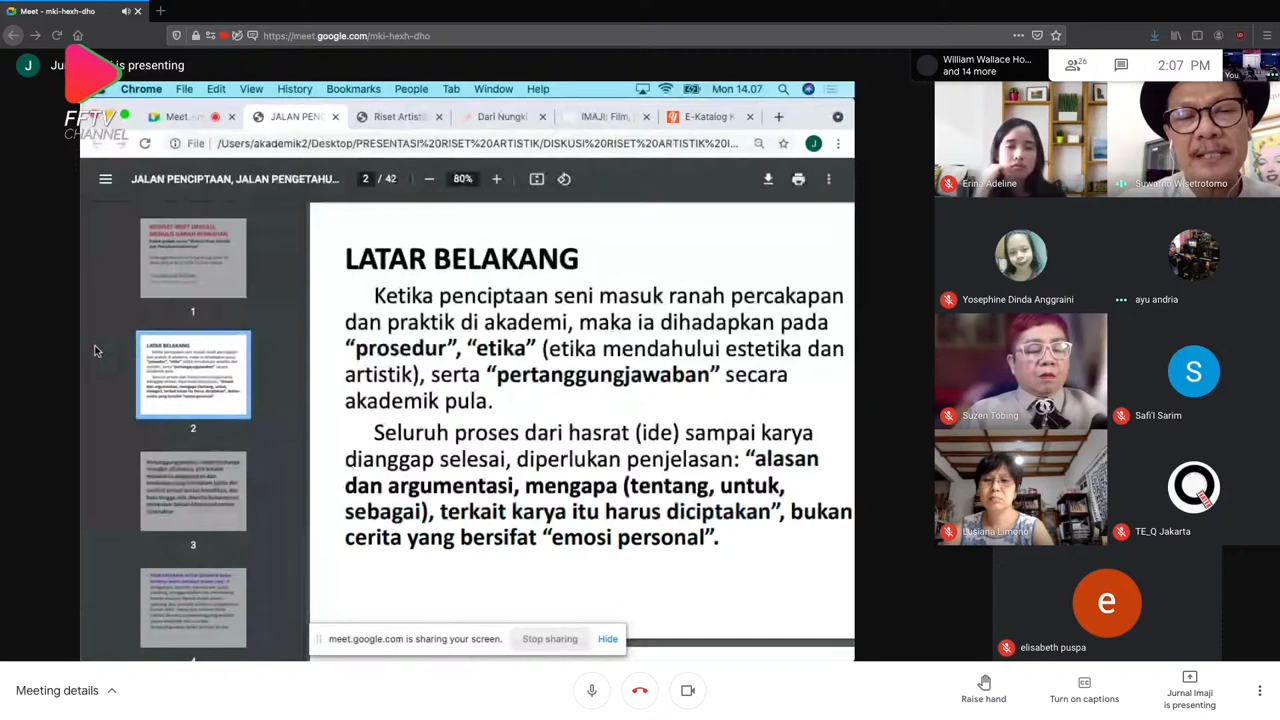 Meet - mki-hexh-dho
https://meet.google.com/mki-hexh-dho
J
is presenting
FFTV
CHANNEL
William Wallace Ho...
and 14 more
26
2:07 PM
You
Chrome File Edit View History Bookmarks People Tab Window Help
Mon 14.07
Meet
JALAN PENC
Riset Artisti
Dari Nungki
IMAJI: Film,
E-Katalog K
File
/Users/akademik2/Desktop/PRESENTASI%20RISET%20ARTISTIK/DISKUSI%20RISET%20ARTISTIK%20I...
J
JALAN PENCIPTAAN, JALAN PENGETAHU...
2 / 42
80%
1
2
3
LATAR BELAKANG
Ketika penciptaan seni masuk ranah percakapan
dan praktik di akademi, maka ia dihadapkan pada
“prosedur”, “etika” (etika mendahului estetika dan
artistik), serta “pertanggungjawaban” secara
akademik pula.
Seluruh proses dari hasrat (ide) sampai karya
dianggap selesai, diperlukan penjelasan: “alasan
dan argumentasi, mengapa (tentang, untuk,
sebagai), terkait karya itu harus diciptakan”, bukan
cerita yang bersifat “emosi personal”.
meet.google.com is sharing your screen.
Stop sharing
Hide
Erina Adeline
Suwarno Wisetrotomo
Yosephine Dinda Anggraini
ayu andria
Suzen Tobing
S
Safi'I Sarim
Lusiana Limono
Q
TE_Q Jakarta
e
elisabeth puspa
Meeting details
Raise hand
Turn on captions
Jurnal Imaji
is presenting